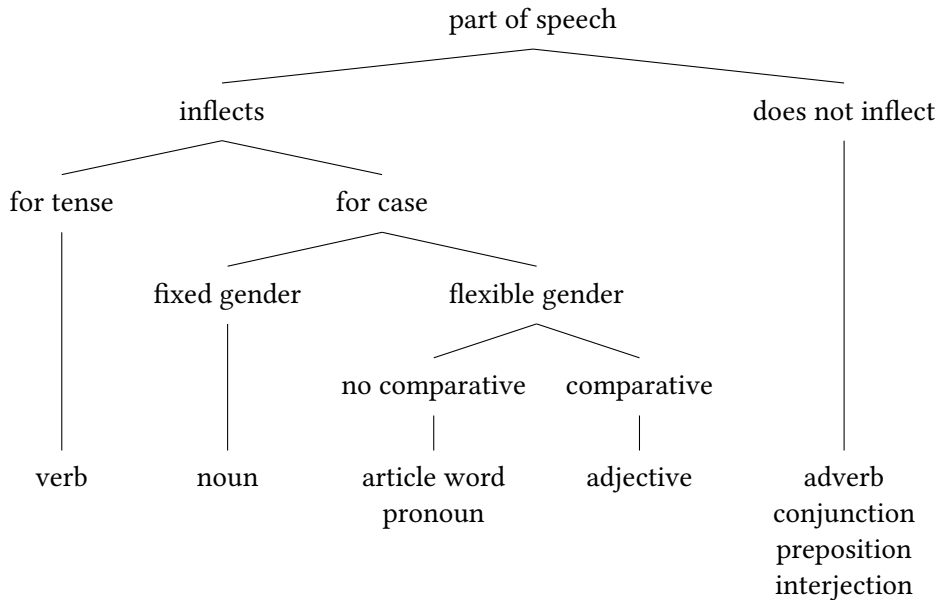 part of speech
inflects
does not inflect
for tense
for case
fixed gender
flexible gender
no comparative
comparative
verb
noun
article word
pronoun
adjective
adverb
conjunction
preposition
interjection